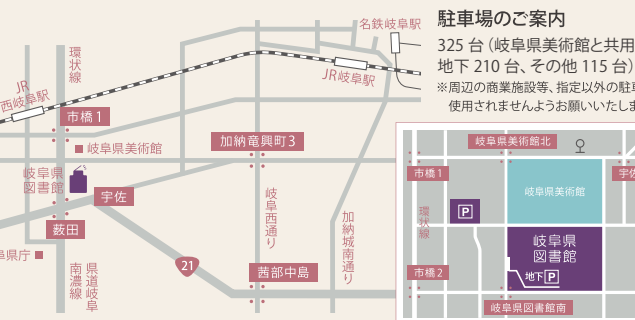 名鉄岐阜駅
駐車場のご案内
325 台（岐阜県美術館と共用
地下 210 台、その他 115 台）
※周辺の商業施設等、指定以外の駐車
使用されませんようお願いいたしま
環状線
JR岐阜駅
JR
西岐阜駅
市橋1
岐阜県美術館
加納竜興町3
岐阜県
図書館
宇佐
薮田
岐阜西通り
加納城南通り
阜県庁
県道岐阜
南濃線
21
茜部中島
岐阜県美術館北
市橋1
宇佐
岐阜県美術館
環状線
P
岐阜県
図書館
地下P
市橋2
岐阜県図書館南